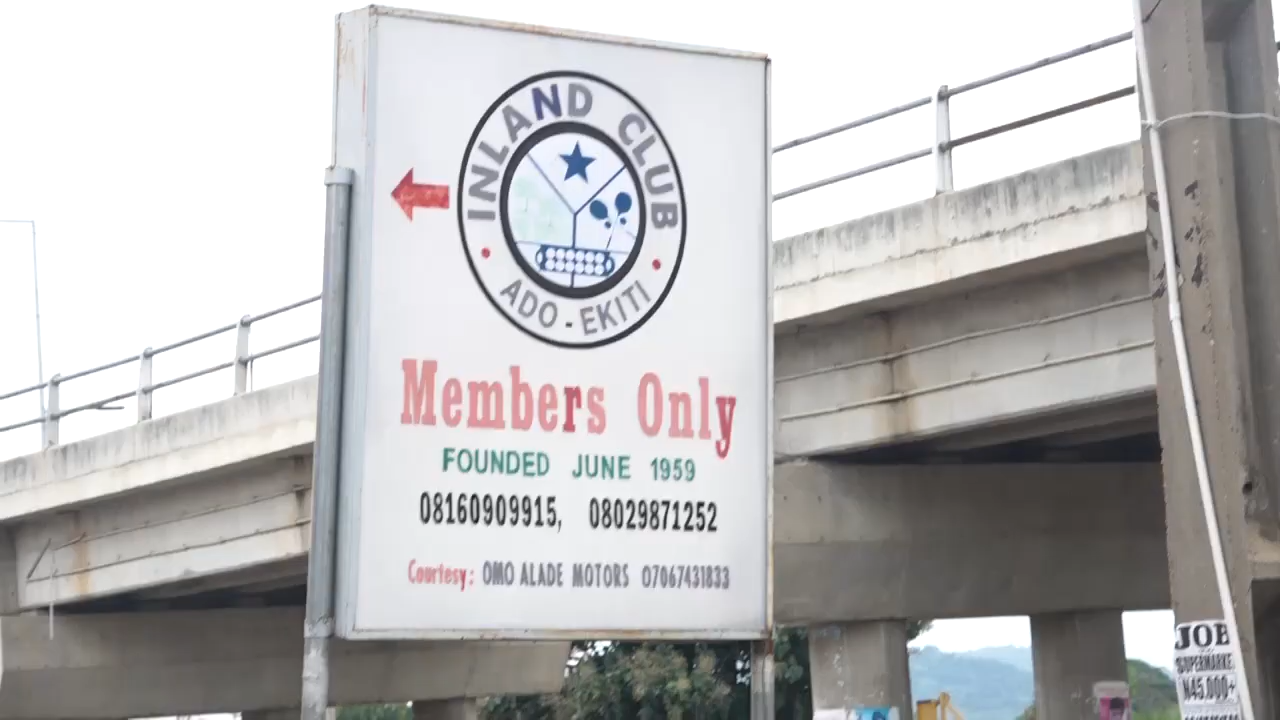 INLAND CLUB
ADO - EKITI
Members Only
FOUNDED JUNE 1959
08160909915, 08029871252
Courtesy: OMO ALADE MOTORS 07067431833
JOB
SUPERMARKE
N45.000+